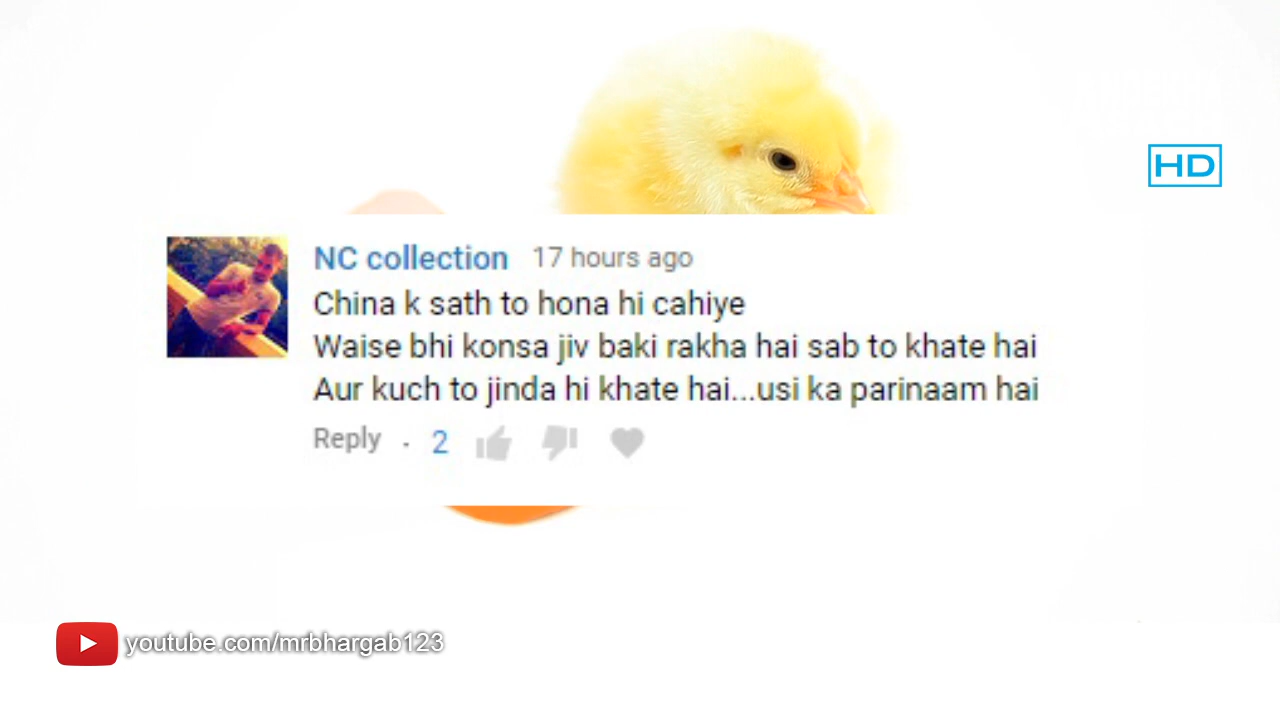 HD
NC collection 17 hours ago
China k sath to hona hi cahiye
Waise bhi konsa jiv baki rakha hai sab to khate hai
Aur kuch to jinda hi khate hai...usi ka parinaam hai
Reply . 2
youtube.com/mrbhargab123